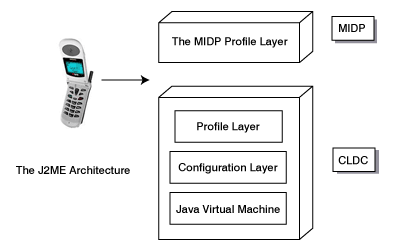 The MIDP Profile Layer
MIDP
Profile Layer
Configuration Layer
Java Virtual Machine
CLDC
The J2ME Architecture